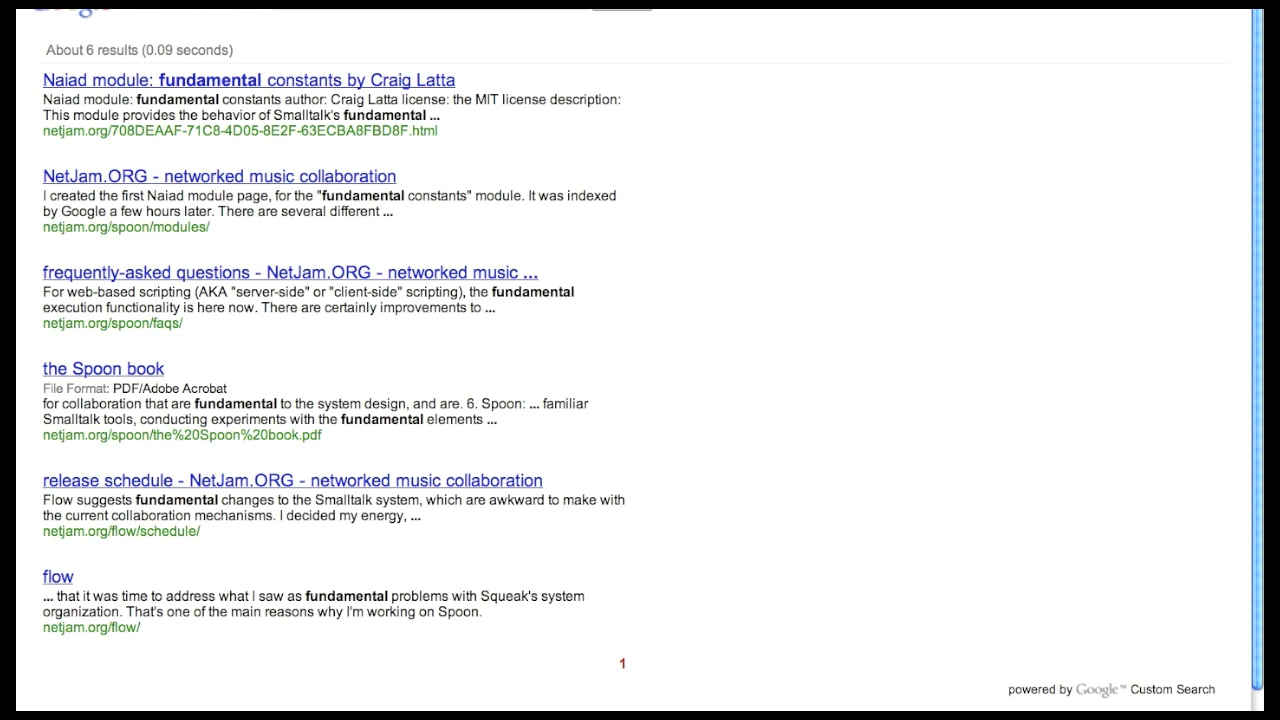 Google
About 6 results (0.09 seconds)
Naiad module: fundamental constants by Craig Latta
Naiad module: fundamental constants author: Craig Latta license: the MIT license description:
This module provides the behavior of Smalltalk's fundamental ...
netjam.org/708DEAAF-71C8-4D05-8E2F-63ECBA8FBD8F.html
NetJam.ORG - networked music collaboration
I created the first Naiad module page, for the "fundamental constants" module. It was indexed
by Google a few hours later. There are several different ...
netjam.org/spoon/modules/
frequently-asked questions - NetJam.ORG - networked music ...
For web-based scripting (AKA "server-side" or "client-side" scripting), the fundamental
execution functionality is here now. There are certainly improvements to ...
netjam.org/spoon/faqs/
the Spoon book
File Format: PDF/Adobe Acrobat
for collaboration that are fundamental to the system design, and are. 6. Spoon: ... familiar
Smalltalk tools, conducting experiments with the fundamental elements ...
netjam.org/spoon/the%20Spoon%20book.pdf
release schedule - NetJam.ORG - networked music collaboration
Flow suggests fundamental changes to the Smalltalk system, which are awkward to make with
the current collaboration mechanisms. I decided my energy, ...
netjam.org/flow/schedule/
flow
... that it was time to address what I saw as fundamental problems with Squeak's system
organization. That's one of the main reasons why I'm working on Spoon.
netjam.org/flow/
1
powered by Google™ Custom Search